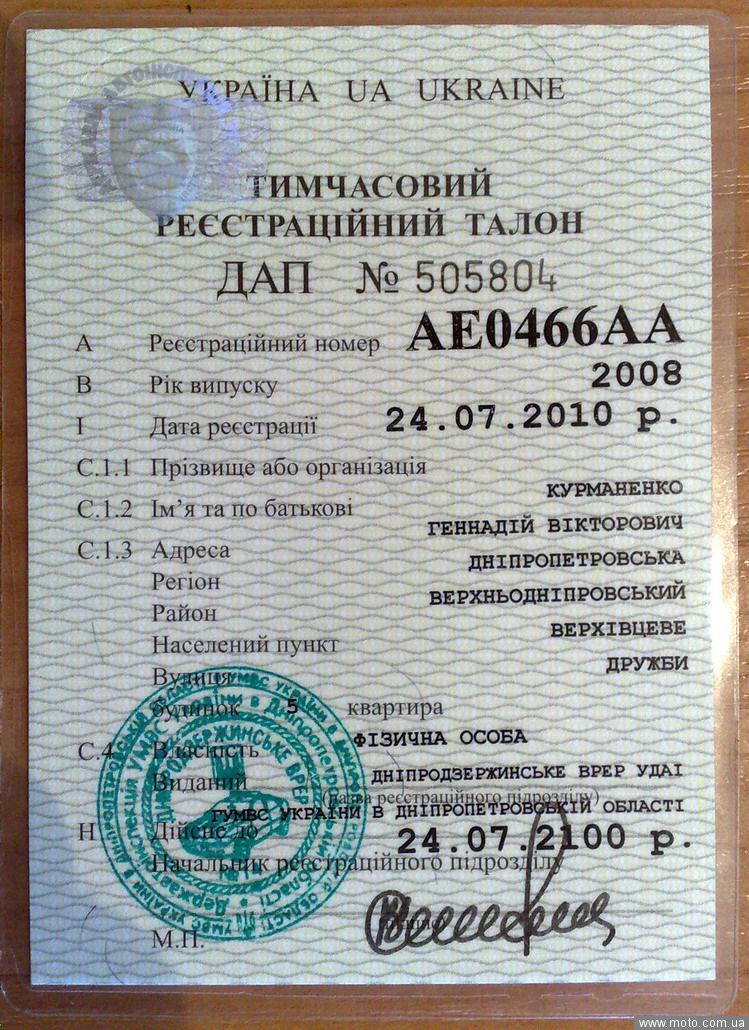 УКРАЇНА UA UKRAINE
ТИМЧАСОВИЙ
РЕЄСТРАЦІЙНИЙ ТАЛОН
ДАП № 505804
A Реєстраційний номер АЕ0466АА
B Рік випуску 2008
I Дата реєстрації 24.07.2010 р.
C.1.1 Прізвище або організація
КУРМАНЕНКО
C.1.2 Ім'я та по батькові
ГЕННАДІЙ ВІКТОРОВИЧ
C.1.3 Адреса
ДНІПРОПЕТРОВСЬКА
Регіон
ВЕРХНЬОДНІПРОВСЬКИЙ
Район
ВЕРХІВЦЕВЕ
Населений пункт
ДРУЖБИ
Вулиця
будинок 5 квартира
ФІЗИЧНА ОСОБА
C.4 Власність
ДНІПРОДЗЕРЖИНСЬКЕ ВРЕР УДАІ
Виданий
(назва реєстраційного підрозділу)
ГУМВС УКРАЇНИ В ДНІПРОПЕТРОВСЬКІЙ ОБЛАСТІ
H Дійсне до 24.07.2100 р.
Начальник реєстраційного підрозділу
М.П.
www.moto.com.ua